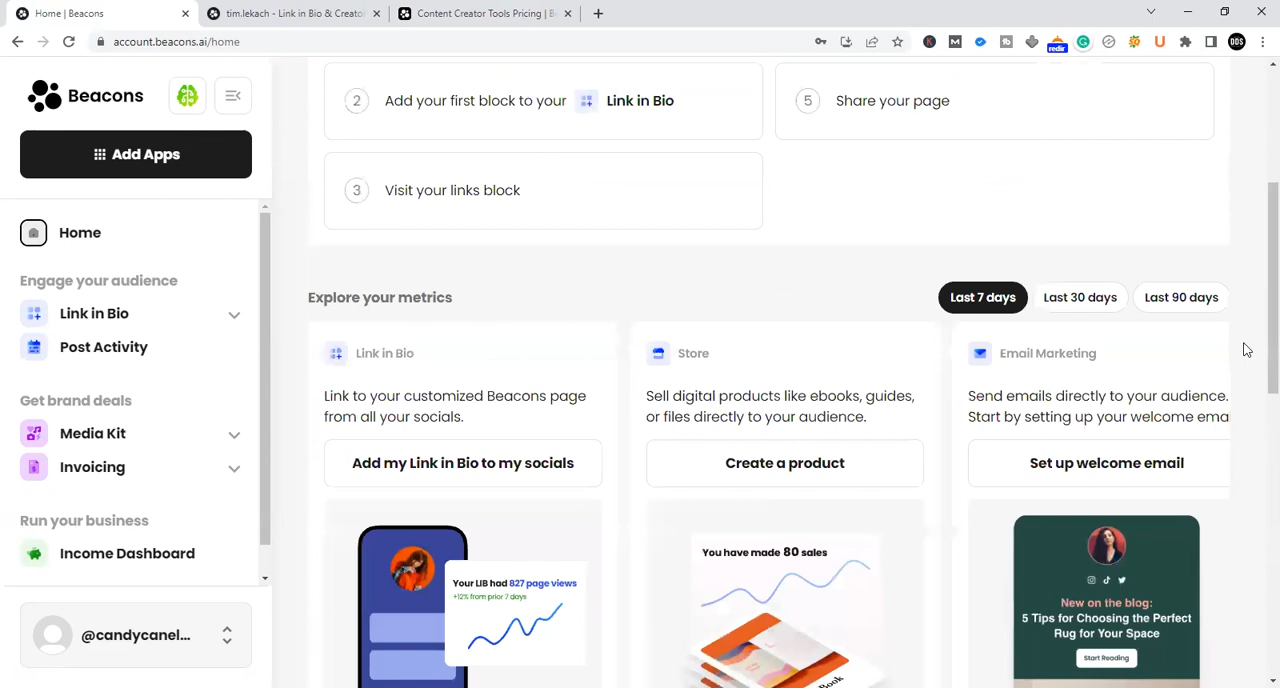 Home | Beacons
tim.lekach - Link in Bio & Creator
Content Creator Tools Pricing | B
account.beacons.ai/home
redir
DDS
Beacons
Add Apps
Home
Engage your audience
Link in Bio
Post Activity
Get brand deals
Media Kit
Invoicing
Run your business
Income Dashboard
@candycanel...
2 Add your first block to your Link in Bio
5 Share your page
3 Visit your links block
Explore your metrics
Last 7 days
Last 30 days
Last 90 days
Link in Bio
Link to your customized Beacons page
from all your socials.
Add my Link in Bio to my socials
Your LIB had 827 page views
+12% from prior 7 days
Store
Sell digital products like ebooks, guides,
or files directly to your audience.
Create a product
You have made 80 sales
Book
Email Marketing
Send emails directly to your audience.
Start by setting up your welcome emai
Set up welcome email
New on the blog:
5 Tips for Choosing the Perfect
Rug for Your Space
Start Reading